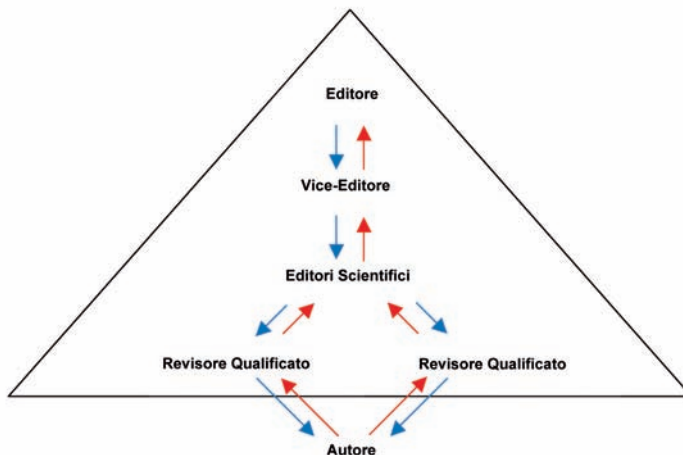 Editore
Vice-Editore
Editori Scientifici
Revisore Qualificato
Revisore Qualificato
Autore